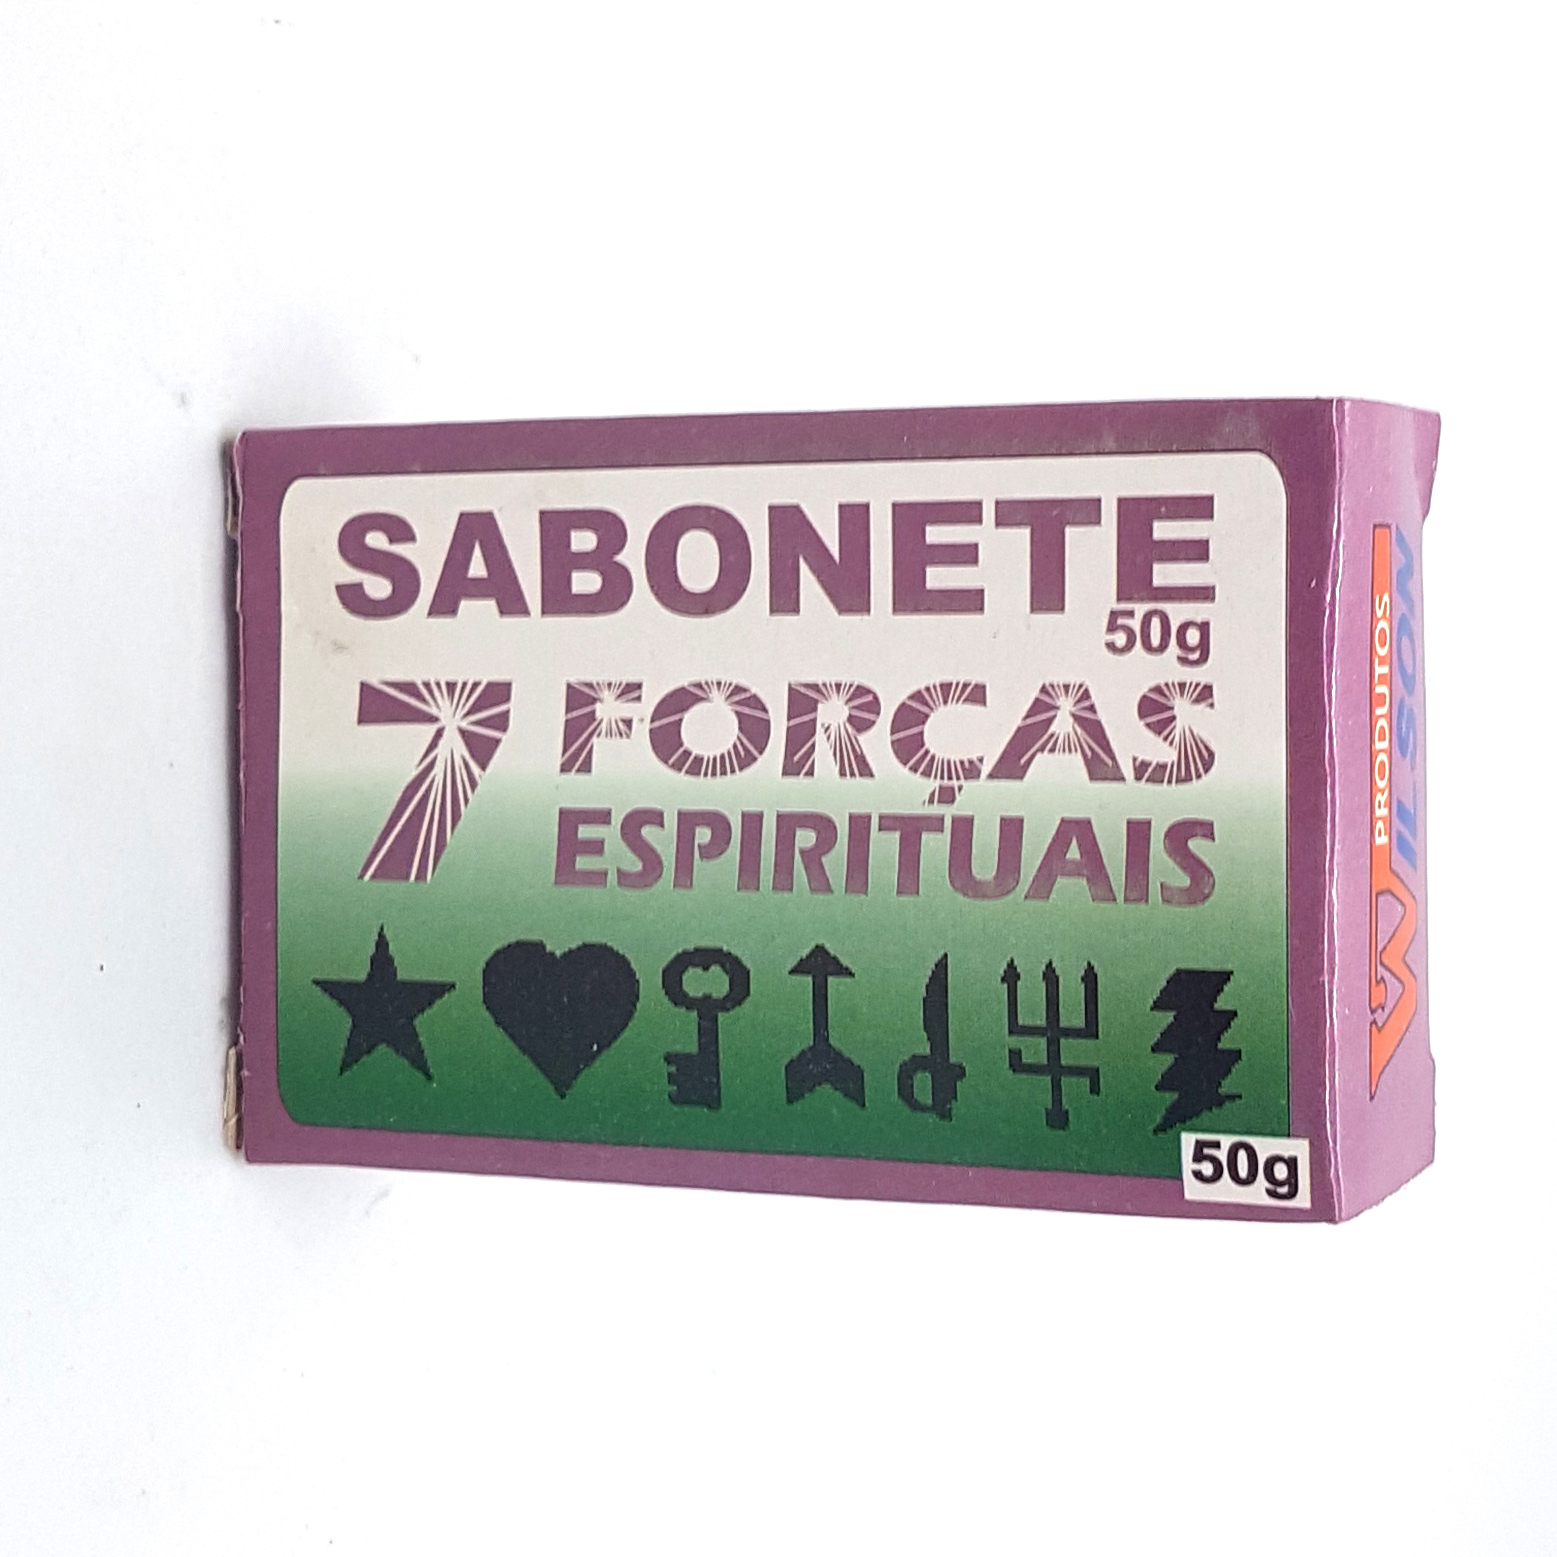 SABONETE
50g
7 FORÇAS
ESPIRITUAIS
50g
PRODUTOS
WILSON